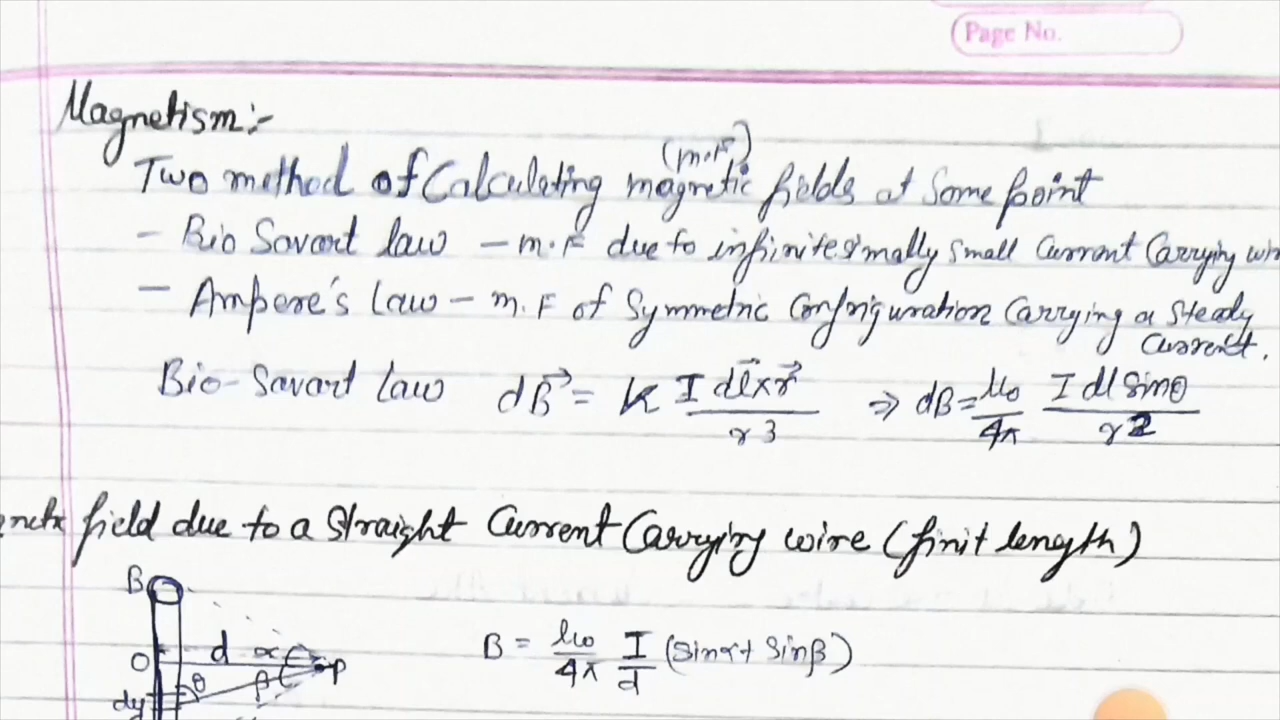 Page No.
Magnetism:-
(m.F)
Two method of Calculating magnetic fields at Some point
- Bio Savart law - m.F due to infinitesimally small Current Carrying wi
- Ampere's Law - m.F of Symmetric Configuration Carrying a Steady
Current.
Bio-Savart law dB⃗ = K I dl⃗×r⃗ / r3 ⇒ dB = μ0/4π I dl sinθ / r2
netic field due to a Straight Current Carrying wire (finit length)
B
B = μ0/4π I/d (Sinα + Sinβ)
O d α P
θ β
dy